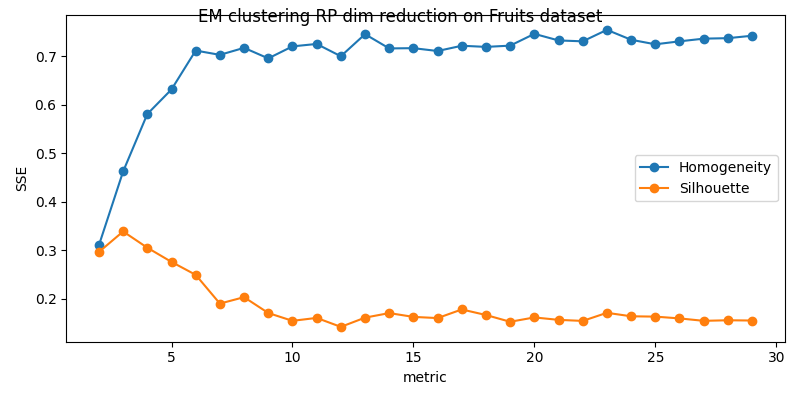 EM clustering RP dim reduction on Fruits dataset
0.7
0.6
0.5
0.4
0.3
0.2
SSE
Homogeneity
Silhouette
5
10
15
20
25
30
metric